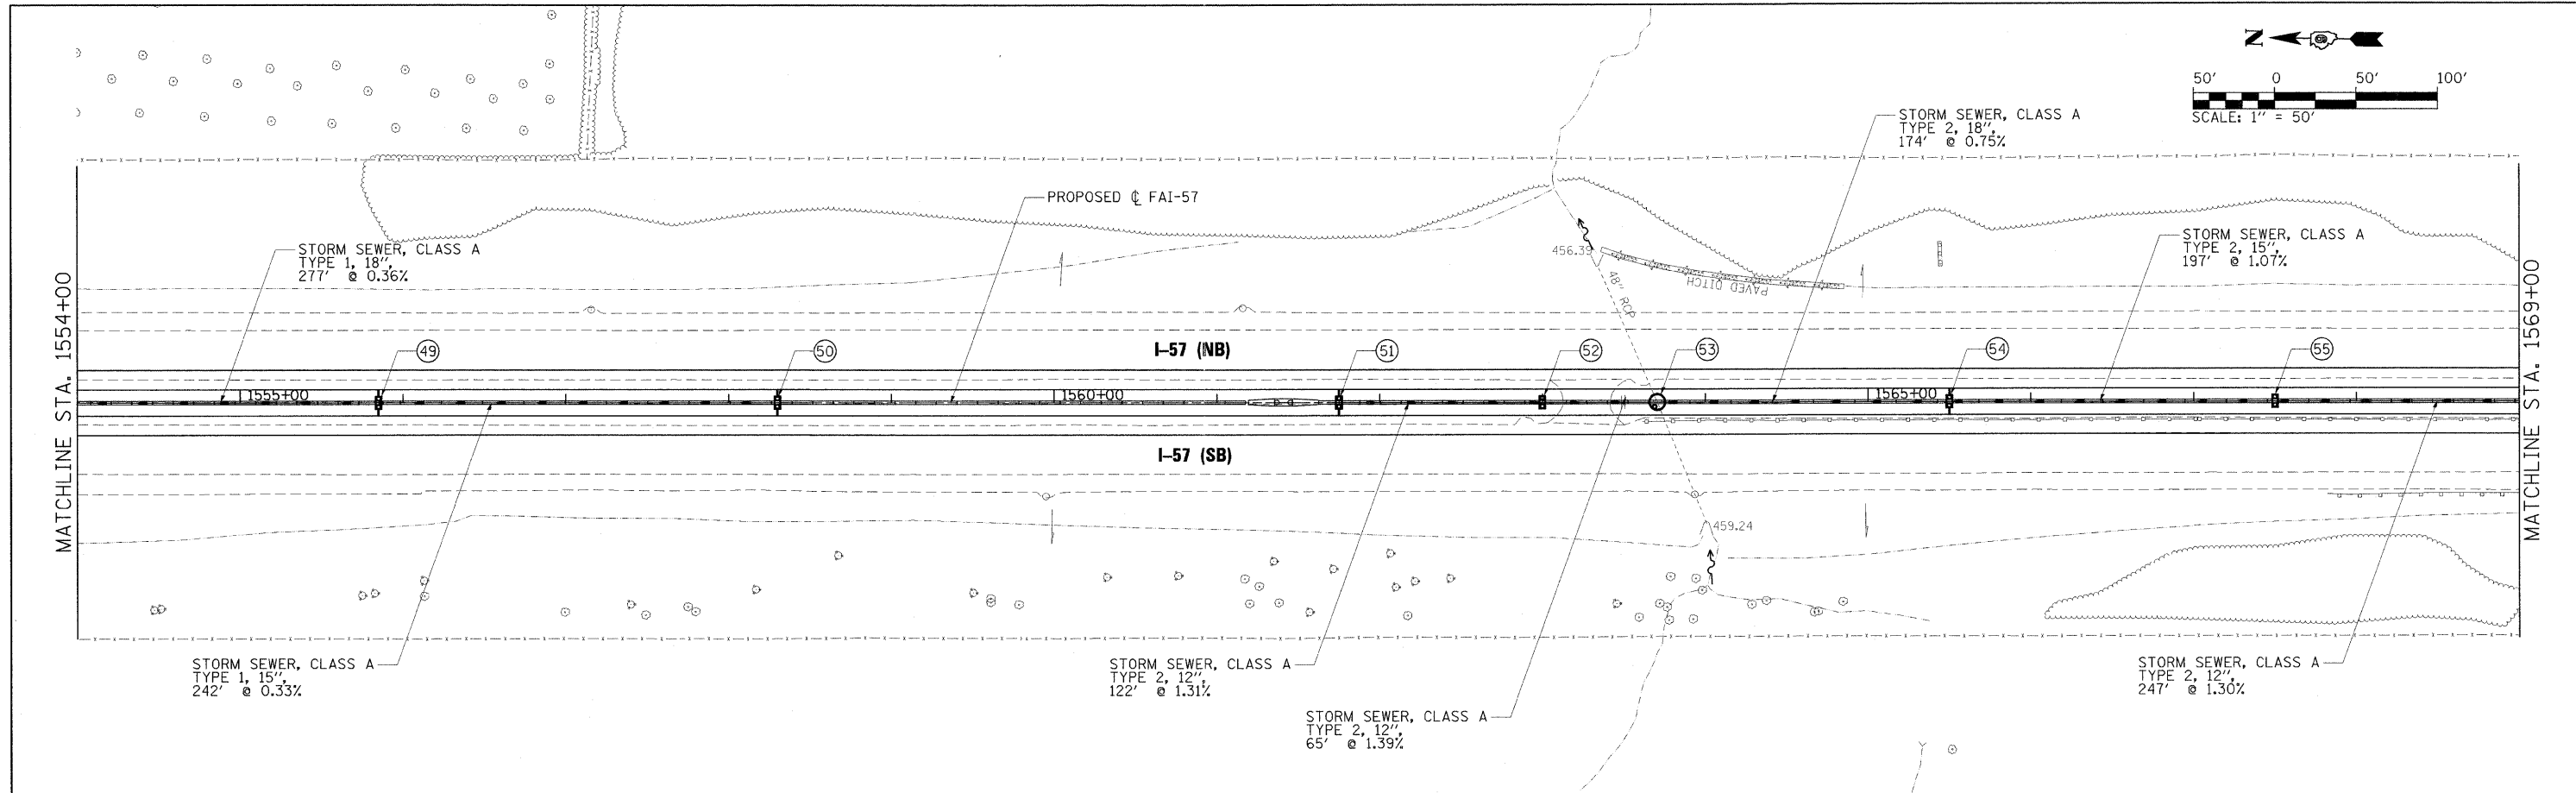 N
50' 0 50' 100'
SCALE: 1" = 50'
STORM SEWER, CLASS A
TYPE 2, 18",
174' @ 0.75%
PROPOSED ℄ FAI-57
STORM SEWER, CLASS A
TYPE 1, 18",
277' @ 0.36%
STORM SEWER, CLASS A
TYPE 2, 15",
197' @ 1.07%
456.39
48" RCP
PAVED DITCH
MATCHLINE STA. 1554+00
MATCHLINE STA. 1569+00
I-57 (NB)
49
50
51
52
53
54
55
1555+00
1560+00
1565+00
I-57 (SB)
459.24
STORM SEWER, CLASS A
TYPE 1, 15",
242' @ 0.33%
STORM SEWER, CLASS A
TYPE 2, 12",
122' @ 1.31%
STORM SEWER, CLASS A
TYPE 2, 12",
247' @ 1.30%
STORM SEWER, CLASS A
TYPE 2, 12",
65' @ 1.39%